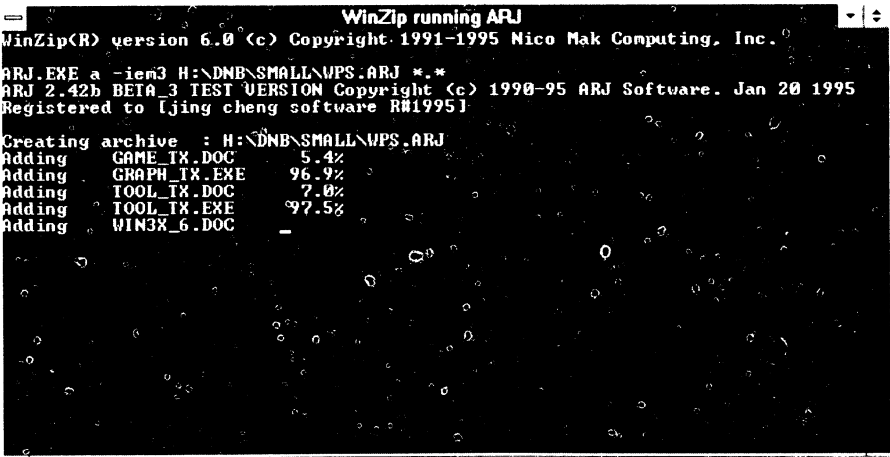 WinZip running ARJ
WinZip(R) version 6.0 (c) Copyright 1991-1995 Nico Mak Computing, Inc.
ARJ.EXE a -iem3 H:\DNB\SMALL\WPS.ARJ *.*
ARJ 2.42b BETA_3 TEST VERSION Copyright (c) 1990-95 ARJ Software. Jan 20 1995
Registered to [jing cheng software R#1995]
Creating archive : H:\DNB\SMALL\WPS.ARJ
Adding GAME_TX.DOC 5.4%
Adding GRAPH_TX.EXE 96.9%
Adding TOOL_TX.DOC 7.0%
Adding TOOL_TX.EXE 97.5%
Adding WIN3X_6.DOC